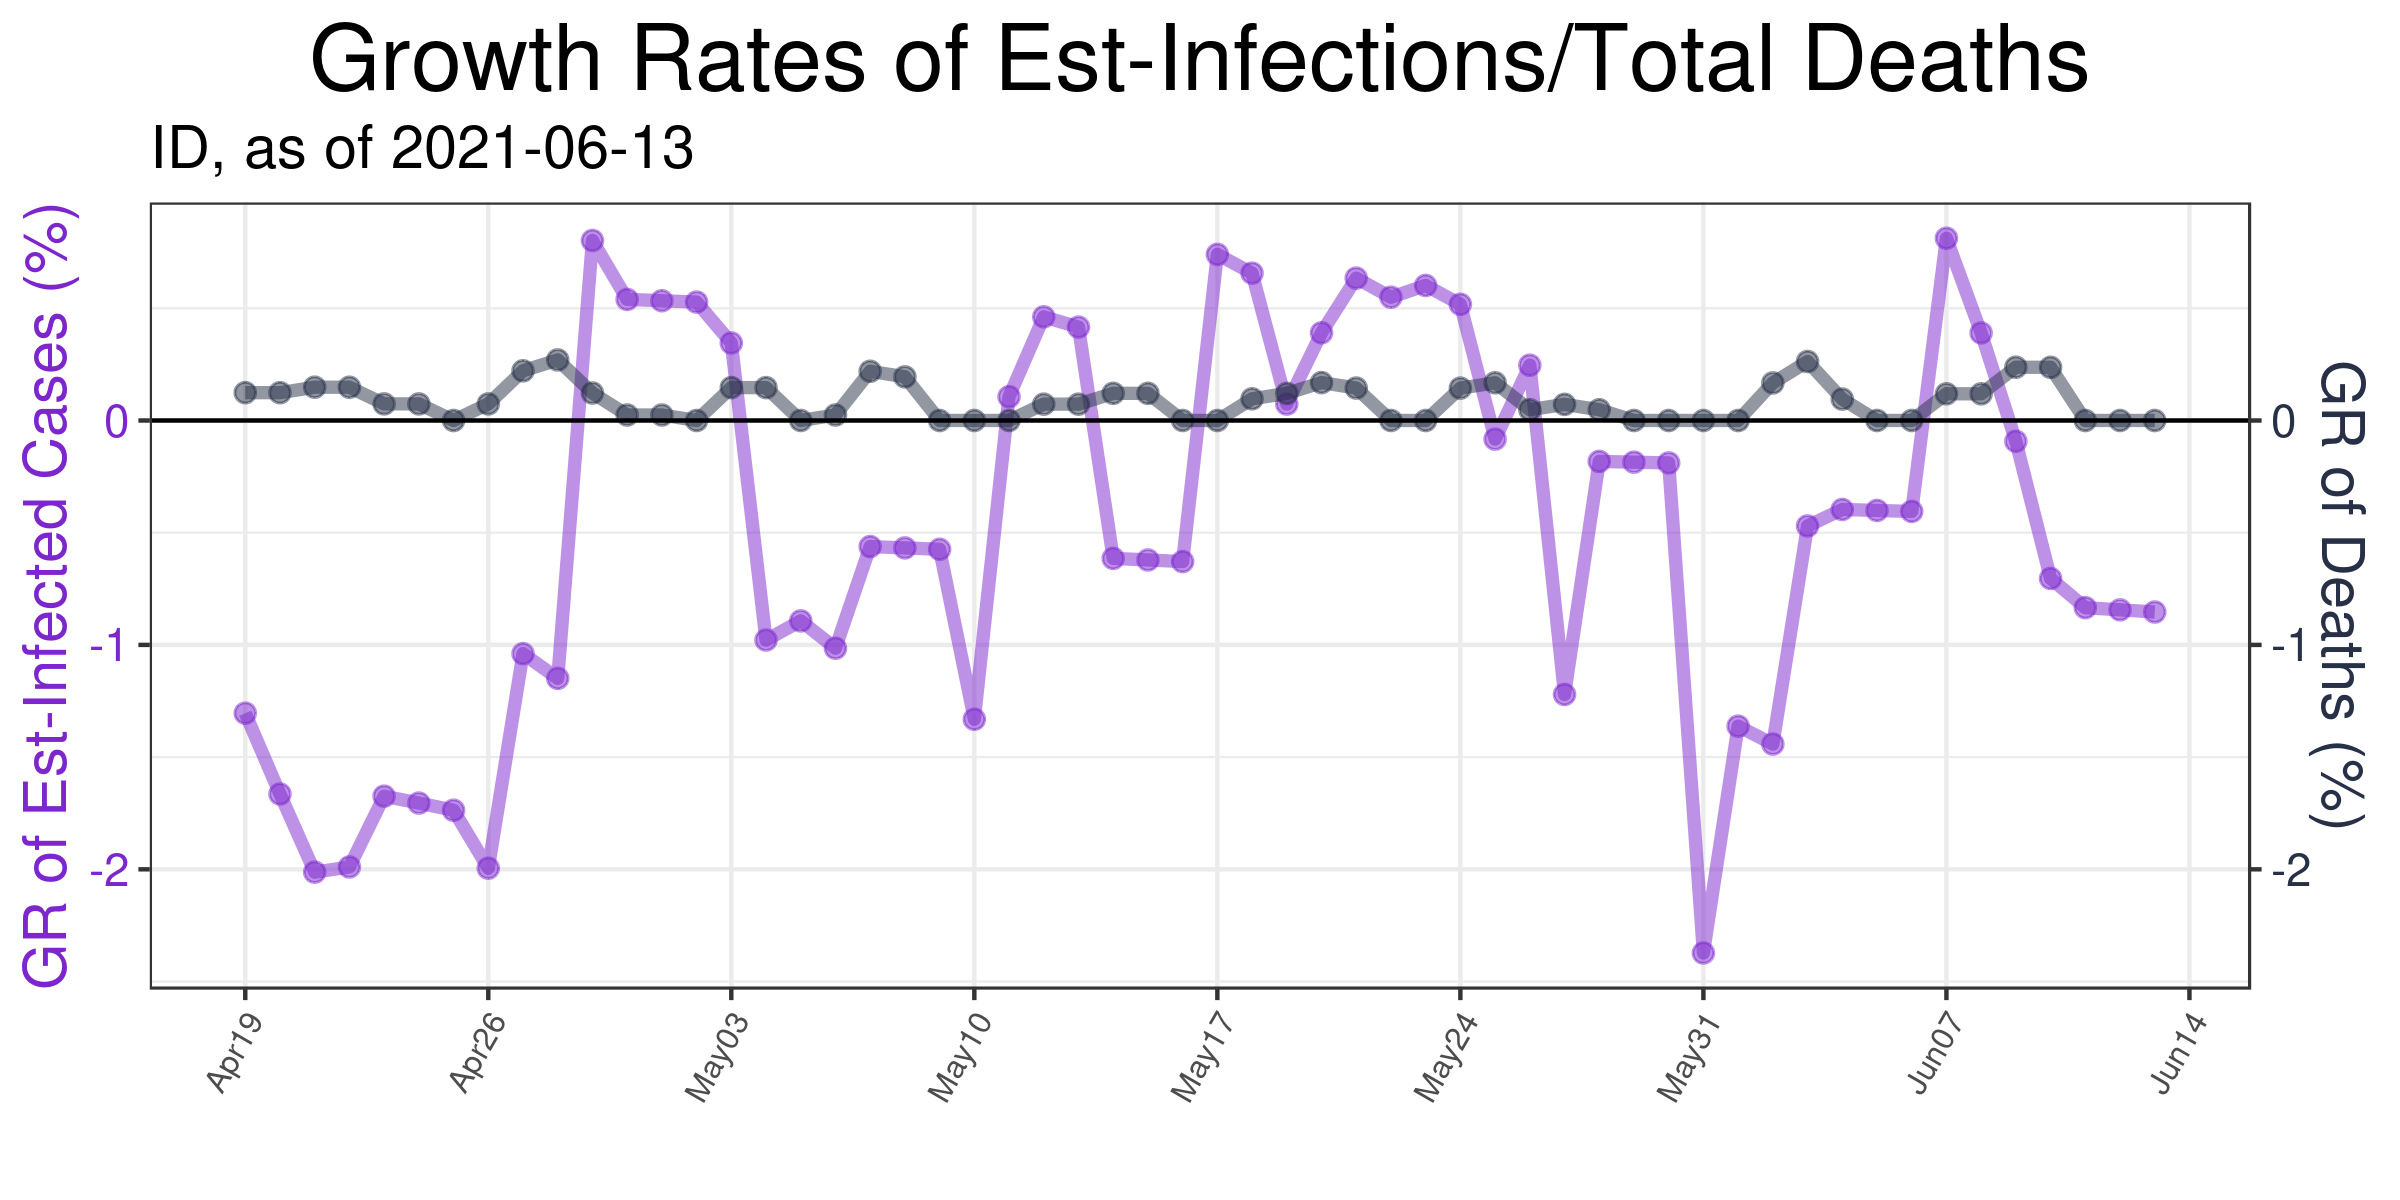 Growth Rates of Est-Infections/Total Deaths
ID, as of 2021-06-13
GR of Est-Infected Cases (%)
0
-1
-2
0
-1
-2
GR of Deaths (%)
Apr19
Apr26
May03
May10
May17
May24
May31
Jun07
Jun14